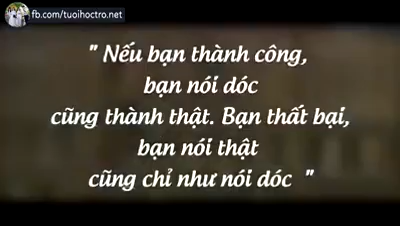 fb.com/tuoihoctro.net
" Nếu bạn thành công,
bạn nói dóc
cũng thành thật. Bạn thất bại,
bạn nói thật
cũng chỉ như nói dóc "